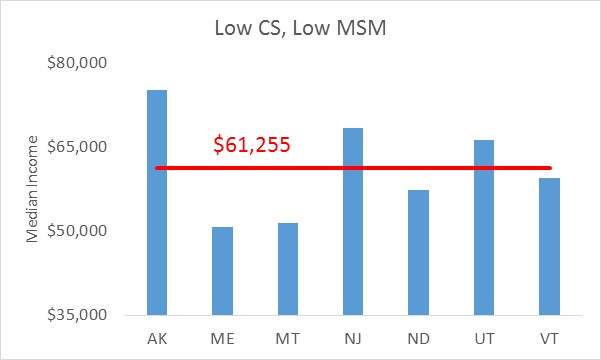 Low CS, Low MSM
$80,000
$65,000
$50,000
$35,000
Median Income
$61,255
AK ME MT NJ ND UT VT